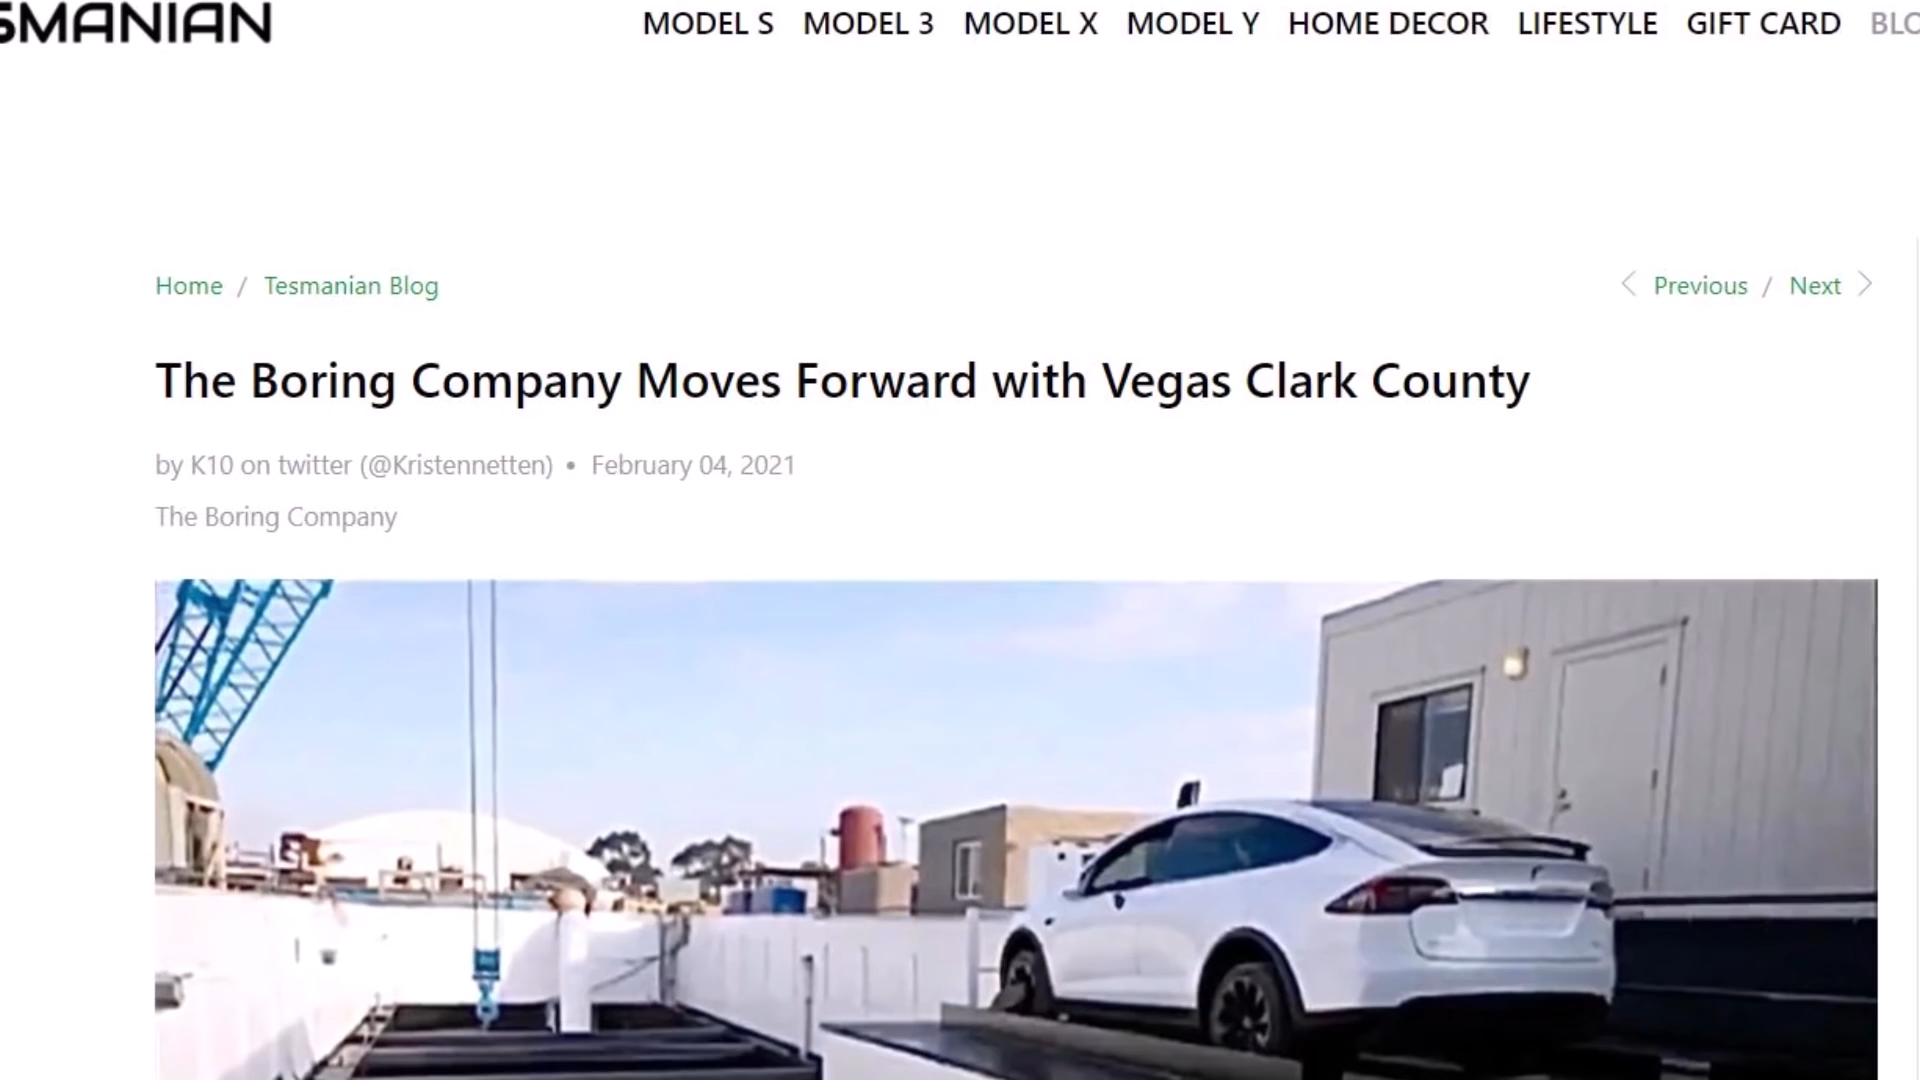 SMANIAN
MODEL S MODEL 3 MODEL X MODEL Y HOME DECOR LIFESTYLE GIFT CARD BLO
Home / Tesmanian Blog
< Previous / Next >
The Boring Company Moves Forward with Vegas Clark County
by K10 on twitter (@Kristennetten) • February 04, 2021
The Boring Company